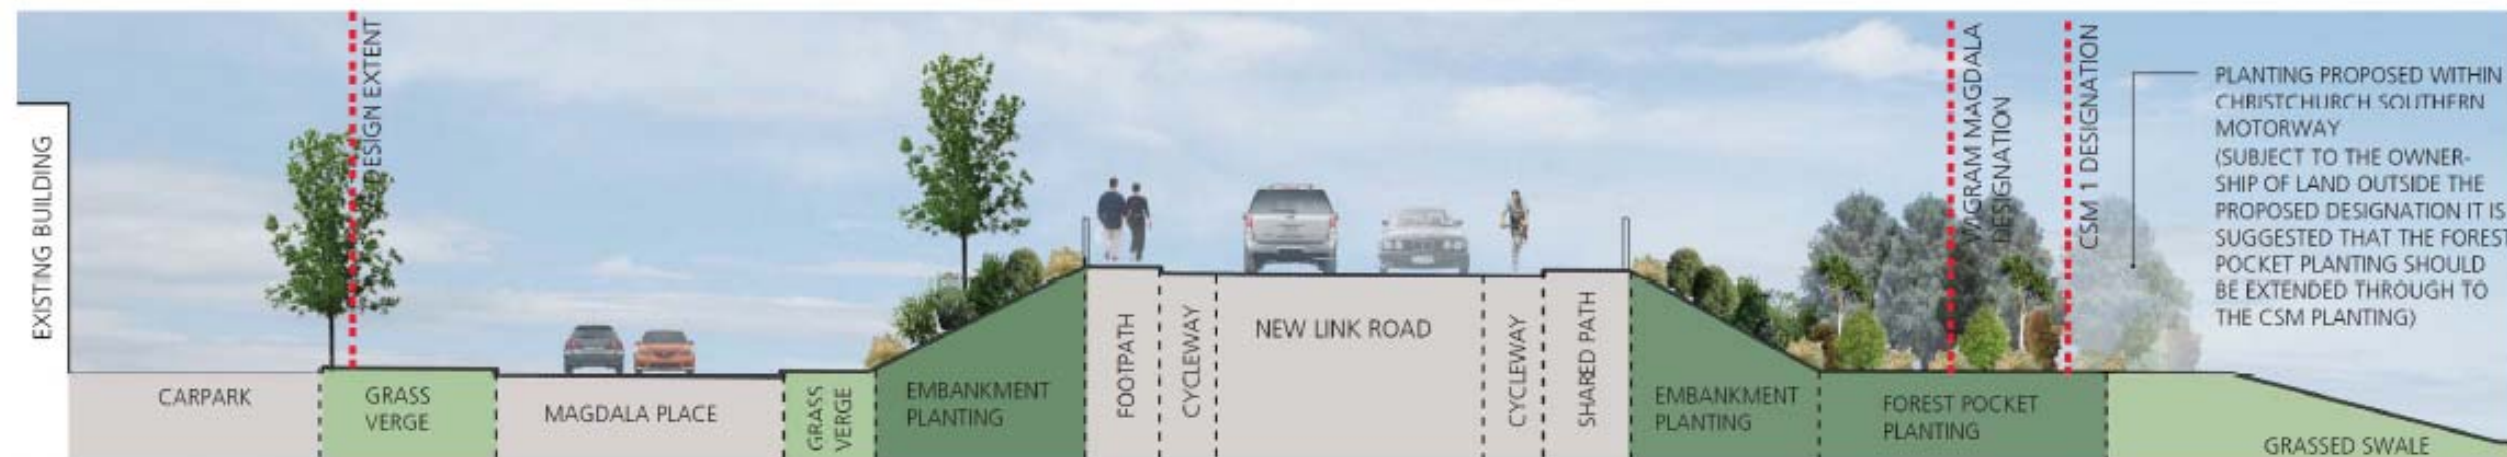 EXISTING BUILDING
DESIGN EXTENT
WIGRAM MAGDALA
DESIGNATION
CSM 1 DESIGNATION
PLANTING PROPOSED WITHIN
CHRISTCHURCH SOUTHERN
MOTORWAY
(SUBJECT TO THE OWNER-
SHIP OF LAND OUTSIDE THE
PROPOSED DESIGNATION IT IS
SUGGESTED THAT THE FOREST
POCKET PLANTING SHOULD
BE EXTENDED THROUGH TO
THE CSM PLANTING)
CARPARK
GRASS
VERGE
MAGDALA PLACE
GRASS
VERGE
EMBANKMENT
PLANTING
FOOTPATH
CYCLEWAY
NEW LINK ROAD
CYCLEWAY
SHARED PATH
EMBANKMENT
PLANTING
FOREST POCKET
PLANTING
GRASSED SWALE